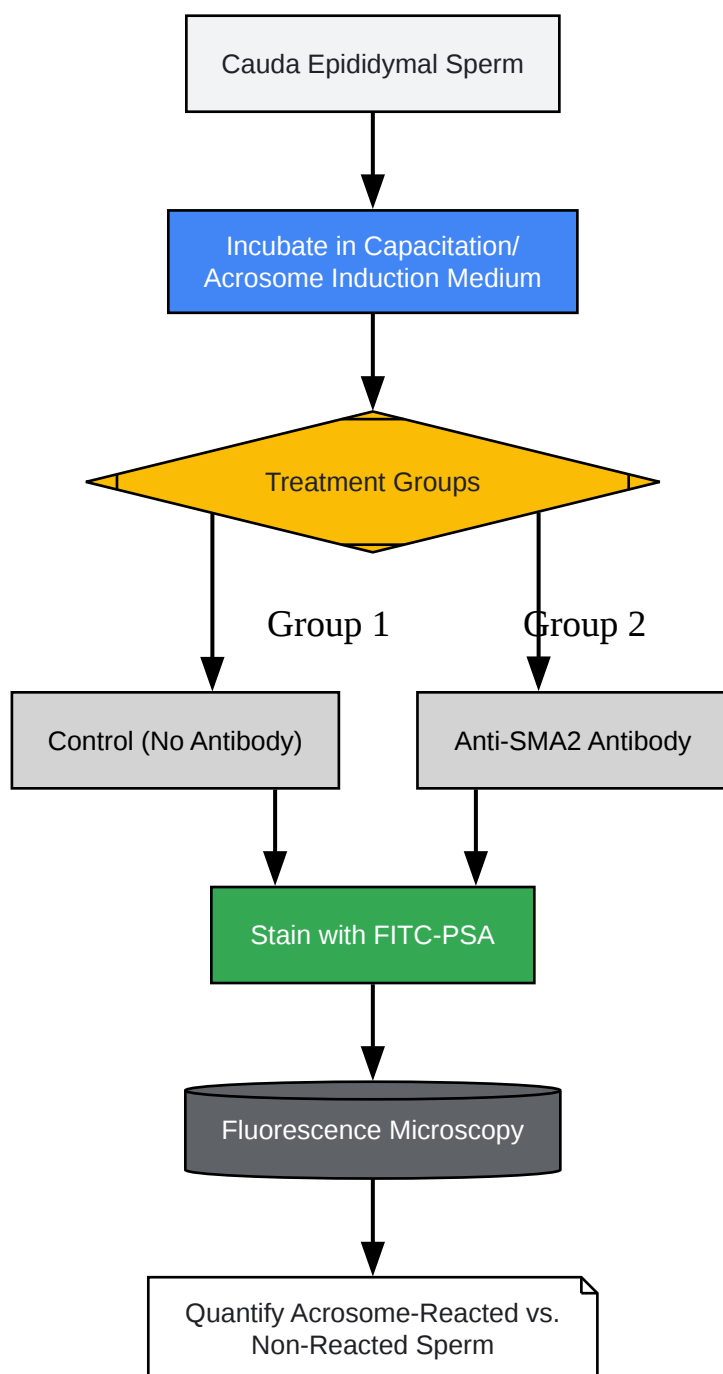 Cauda Epididymal Sperm
Incubate in Capacitation/
Acrosome Induction Medium
Treatment Groups
Group 1
Group 2
Control (No Antibody)
Anti-SMA2 Antibody
Stain with FITC-PSA
Fluorescence Microscopy
Quantify Acrosome-Reacted vs.
Non-Reacted Sperm